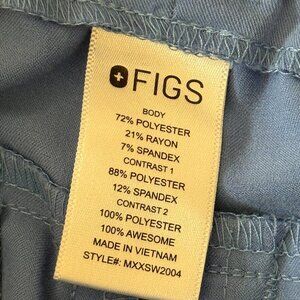 FIGS
BODY
72% POLYESTER
21% RAYON
7% SPANDEX
CONTRAST 1
88% POLYESTER
12% SPANDEX
CONTRAST 2
100% POLYESTER
100% AWESOME
MADE IN VIETNAM
STYLE#: MXXSW2004